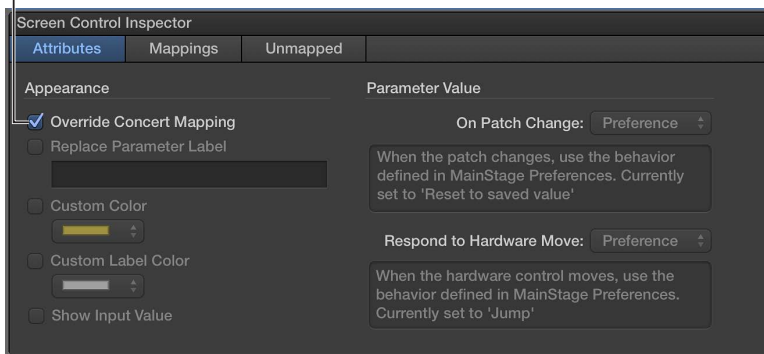 Screen Control Inspector
Attributes Mappings Unmapped
Appearance
Override Concert Mapping
Replace Parameter Label
Custom Color
Custom Label Color
Show Input Value
Parameter Value
On Patch Change: Preference
When the patch changes, use the behavior
defined in MainStage Preferences. Currently
set to 'Reset to saved value'
Respond to Hardware Move: Preference
When the hardware control moves, use the
behavior defined in MainStage Preferences.
Currently set to 'Jump'